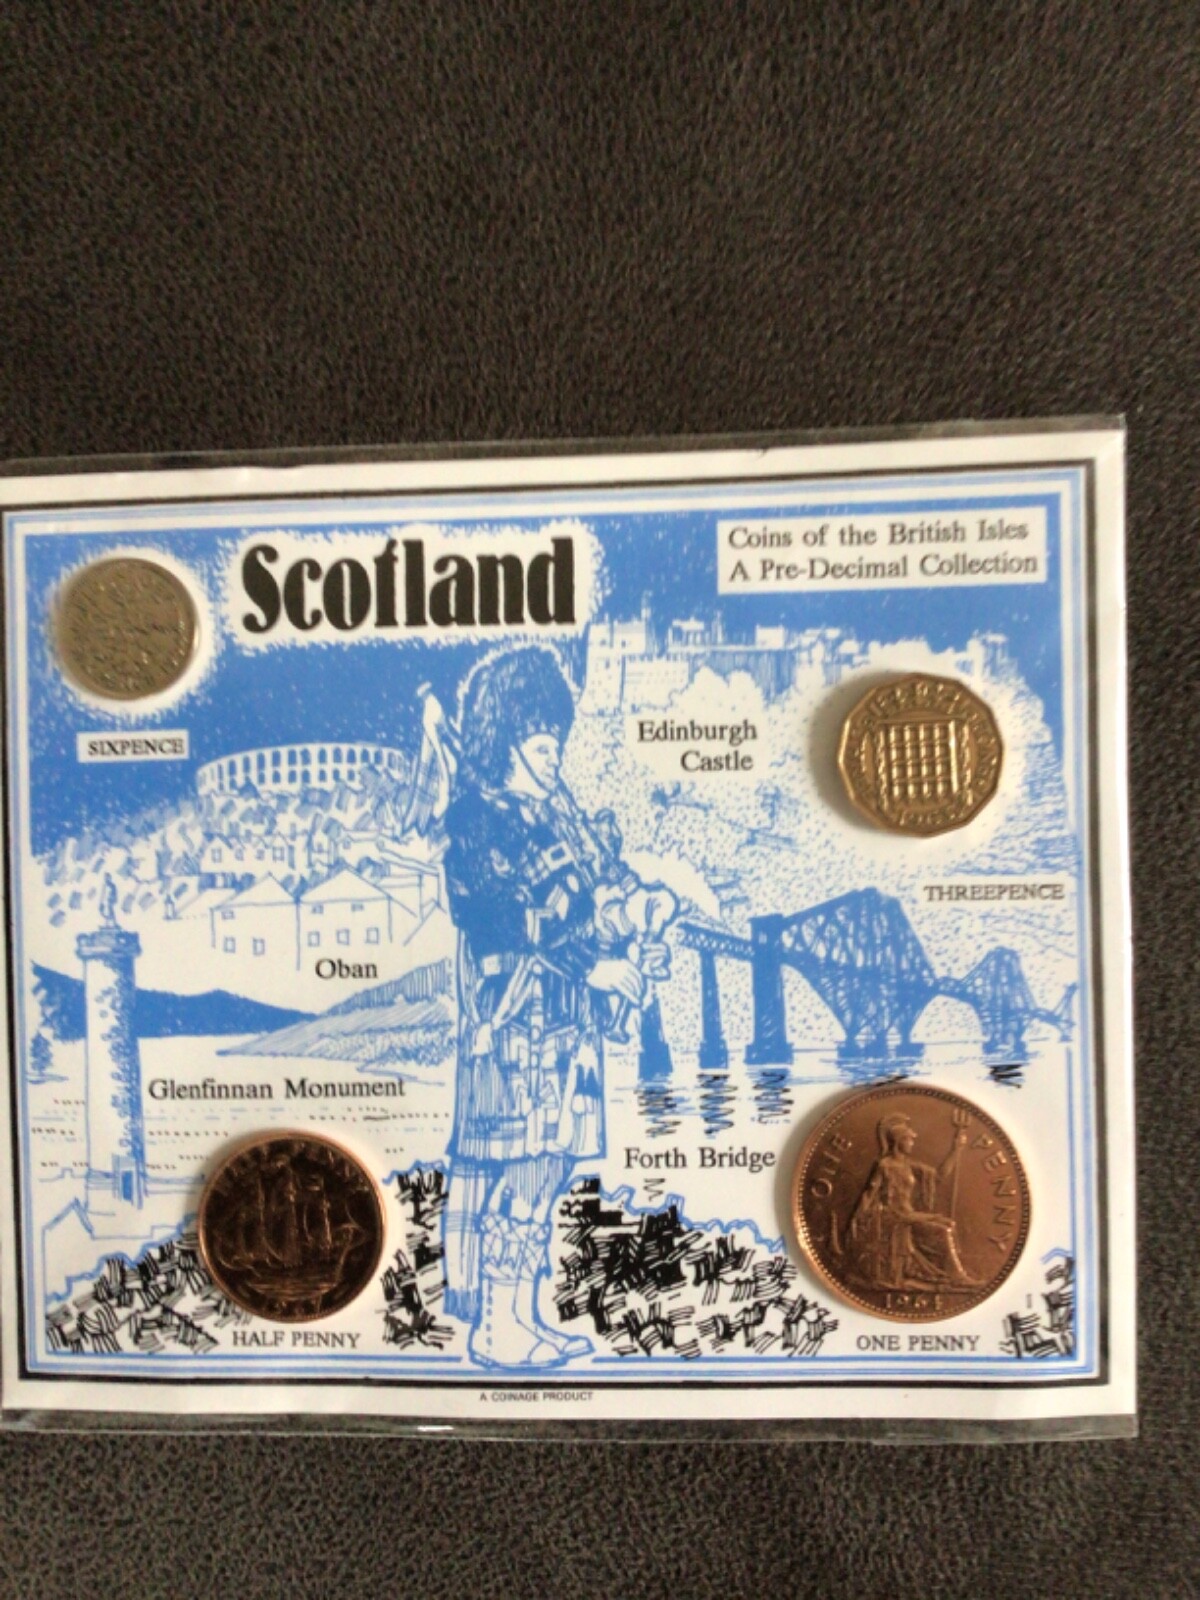 Scotland
Coins of the British Isles
A Pre-Decimal Collection
SIXPENCE
Edinburgh
Castle
THREEPENCE
Oban
Glenfinnan Monument
Forth Bridge
ONE PENNY
HALF PENNY
ONE PENNY
A COINAGE PRODUCT